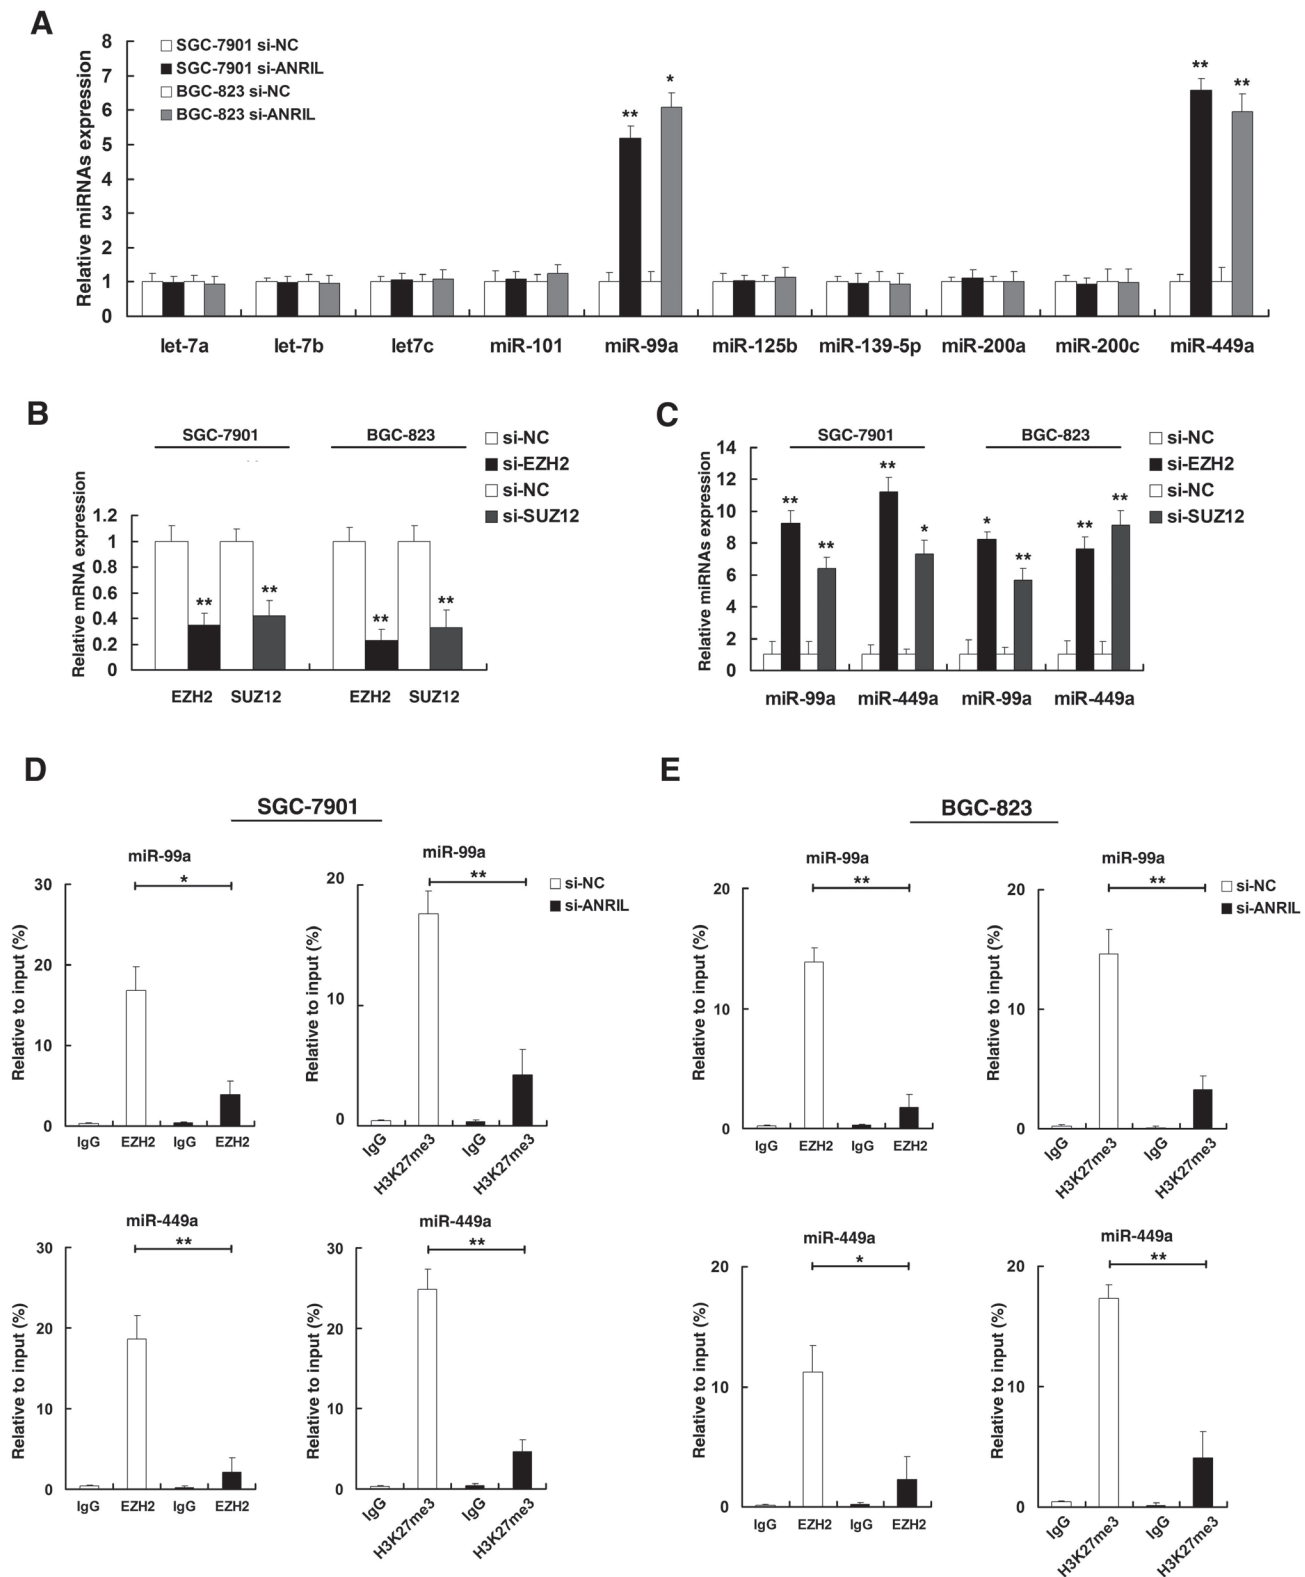 A
Relative miRNAs expression
8
7
6
5
4
3
2
1
0
SGC-7901 si-NC
SGC-7901 si-ANRIL
BGC-823 si-NC
BGC-823 si-ANRIL
** * ** **
let-7a let-7b let7c miR-101 miR-99a miR-125b miR-139-5p miR-200a miR-200c miR-449a
B
SGC-7901 BGC-823
si-NC
si-EZH2
si-NC
si-SUZ12
Relative mRNA expression
1.2
1
0.8
0.6
0.4
0.2
0
** ** ** **
EZH2 SUZ12 EZH2 SUZ12
C
SGC-7901 BGC-823
si-NC
si-EZH2
si-NC
si-SUZ12
Relative miRNAs expression
14
12
10
8
6
4
2
0
** ** ** * * ** ** **
miR-99a miR-449a miR-99a miR-449a
D
SGC-7901
miR-99a
*
Relative to input (%)
30
20
10
0
IgG EZH2 IgG EZH2
miR-99a
**
Relative to input (%)
20
10
0
IgG H3K27me3 IgG H3K27me3
si-NC
si-ANRIL
miR-449a
**
Relative to input (%)
30
20
10
0
IgG EZH2 IgG EZH2
miR-449a
**
Relative to input (%)
30
20
10
0
IgG H3K27me3 IgG H3K27me3
E
BGC-823
miR-99a
**
Relative to input (%)
20
10
0
IgG EZH2 IgG EZH2
miR-99a
**
Relative to input (%)
20
10
0
IgG H3K27me3 IgG H3K27me3
si-NC
si-ANRIL
miR-449a
*
Relative to input (%)
20
10
0
IgG EZH2 IgG EZH2
miR-449a
**
Relative to input (%)
20
10
0
IgG H3K27me3 IgG H3K27me3